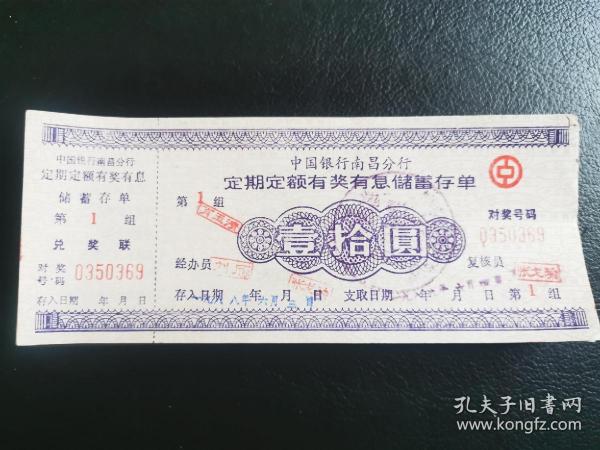 中国银行南昌分行
定期定额有奖有息
储蓄存单
第 1 组
兑奖联
对奖号码 0350369
存入日期 年 月 日
中国银行南昌分行
定期定额有奖有息储蓄存单
第 1 组
对奖号码
0350369
壹拾圆
经办员
复核员
存入日期 年 月 日 支取日期 年 月 日 第 1 组
孔夫子旧书网
www.kongfz.com